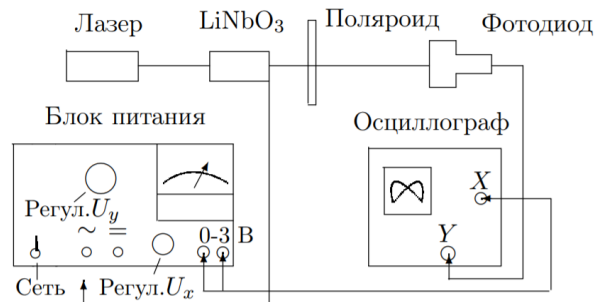 Лазер
LiNbO₃
Поляроид
Фотодиод
Блок питания
Осциллограф
Регул.Uy
X
~ =
0-3 В
Y
Сеть
Регул.Ux